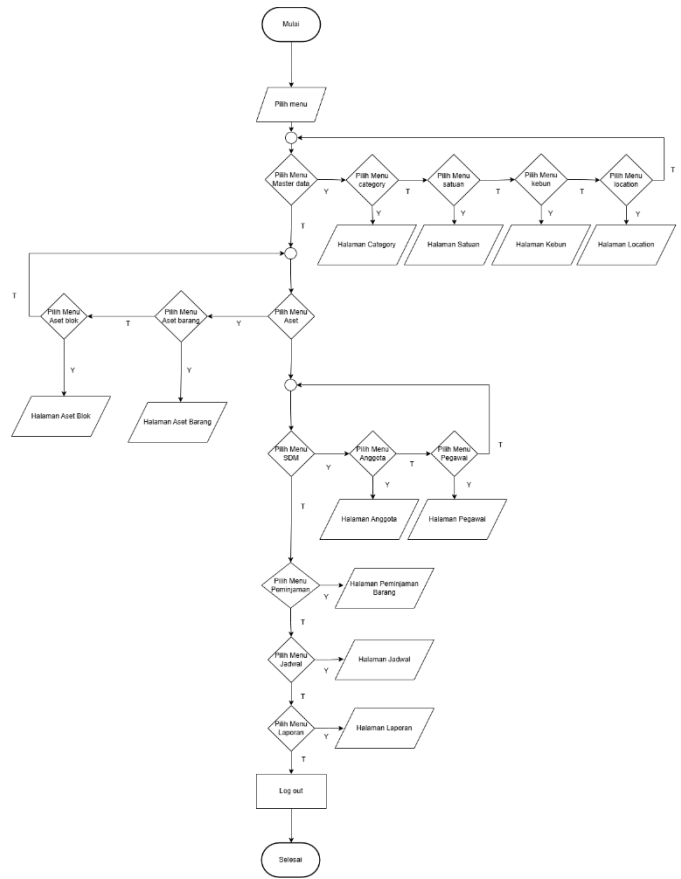 Mulai
Pilih menu
Pilih Menu
Master data
Y
Pilih Menu
category
T
Pilih Menu
satuan
T
Pilih Menu
kebun
T
Pilih Menu
location
T
Y
Y
Y
Y
T
Halaman Category
Halaman Satuan
Halaman Kebun
Halaman Location
T
Pilih Menu
Aset blok
T
Pilih Menu
Aset barang
Y
Pilih Menu
Aset
Y
Y
Halaman Aset Blok
Halaman Aset Barang
Pilih Menu
SDM
Y
Pilih Menu
Anggota
T
Pilih Menu
Pegawai
T
Y
Y
T
Halaman Anggota
Halaman Pegawai
Pilih Menu
Peminjaman
Y
Halaman Peminjaman
Barang
T
Pilih Menu
Jadwal
Y
Halaman Jadwal
T
Pilih Menu
Laporan
Y
Halaman Laporan
T
Log out
Selesai